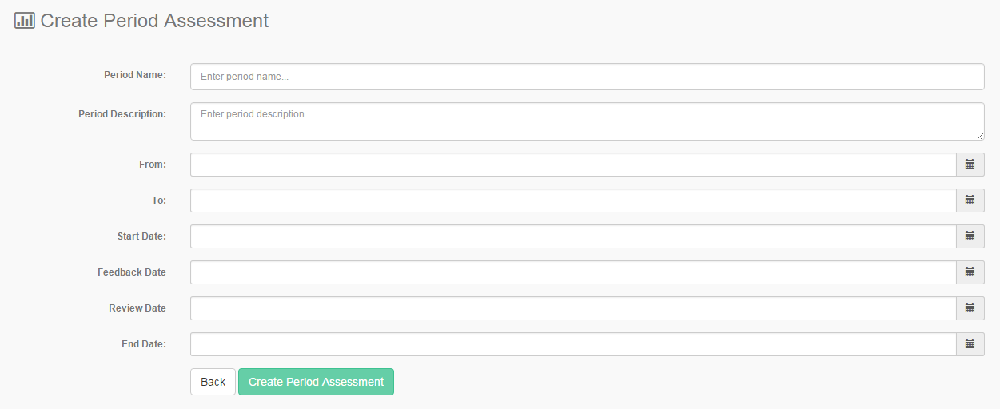 Create Period Assessment
Period Name:
Enter period name...
Period Description:
Enter period description...
From:
To:
Start Date:
Feedback Date
Review Date
End Date:
Back
Create Period Assessment